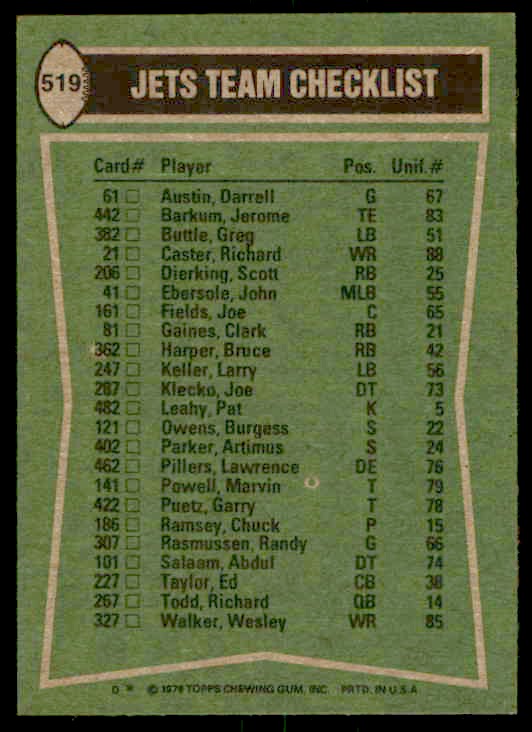 519
JETS TEAM CHECKLIST
Card# Player Pos. Unif.#
61 Austin, Darrell G 67
442 Barkum, Jerome TE 83
382 Buttle, Greg LB 51
21 Caster, Richard WR 88
206 Dierking, Scott RB 25
41 Ebersole, John MLB 55
161 Fields, Joe C 65
81 Gaines, Clark RB 21
362 Harper, Bruce RB 42
247 Keller, Larry LB 56
287 Klecko, Joe DT 73
482 Leahy, Pat K 5
121 Owens, Burgess S 22
402 Parker, Artimus S 24
462 Pillers, Lawrence DE 76
141 Powell, Marvin T 79
422 Puetz, Garry T 78
186 Ramsey, Chuck P 15
307 Rasmussen, Randy G 66
101 Salaam, Abdul DT 74
227 Taylor, Ed CB 38
267 Todd, Richard QB 14
327 Walker, Wesley WR 85
D * © 1978 TOPPS CHEWING GUM, INC. PRTD. IN U.S.A.